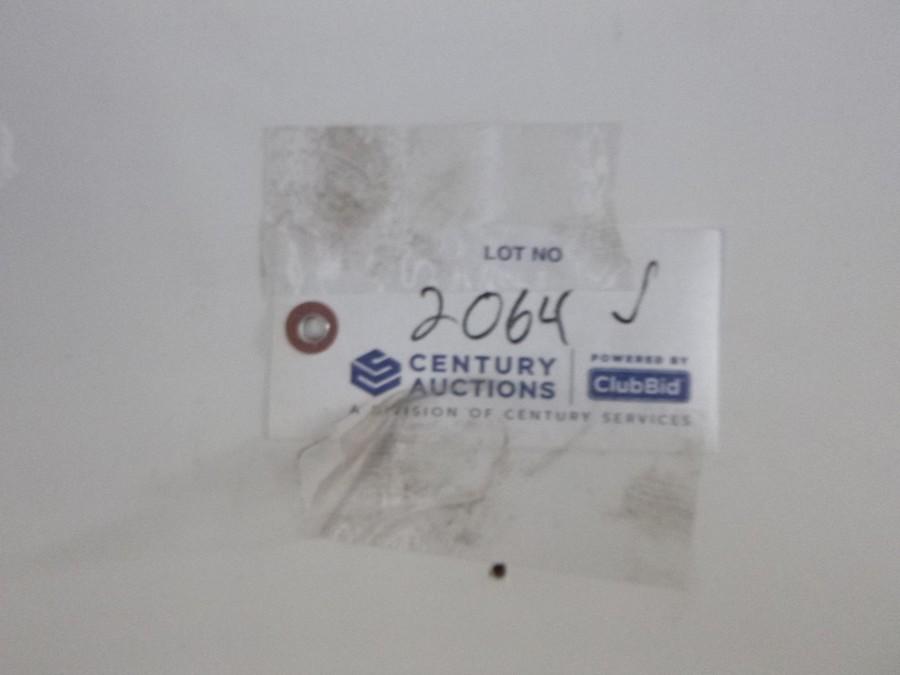 LOT NO
2064 ✓
CENTURY AUCTIONS
POWERED BY
ClubBid
A DIVISION OF CENTURY SERVICES